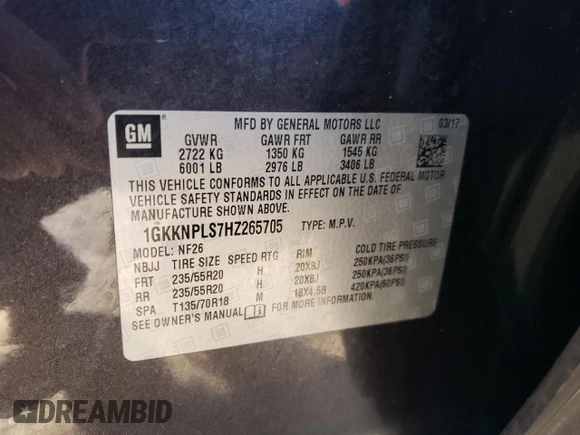 GM
MFD BY GENERAL MOTORS LLC 03/17
GVWR GAWR FRT GAWR RR
2722 KG 1350 KG 1545 KG
6001 LB 2976 LB 3406 LB
THIS VEHICLE CONFORMS TO ALL APPLICABLE U.S. FEDERAL MOTOR
VEHICLE SAFETY STANDARDS IN EFFECT ON THE DATE OF
MANUFACTURE SHOWN ABOVE.
1GKKNPLS7HZ265705 TYPE: M.P.V.
MODEL: NF26
NBJJ TIRE SIZE SPEED RTG RIM COLD TIRE PRESSURE
FRT 235/55R20 H 20X8J 250KPA(36PSI)
RR 235/55R20 H 20X8J 250KPA(36PSI)
SPA T135/70R18 M 18X4.5B 420KPA(60PSI)
SEE OWNER'S MANUAL FOR MORE INFORMATION.
DREAMBID